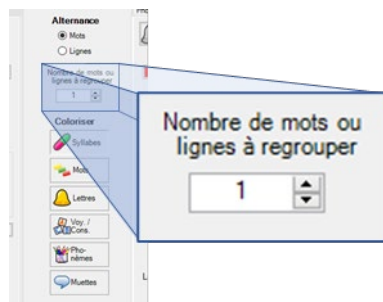 Alternance
Mots
Lignes
Nombre de mots ou
lignes à regrouper
1
Coloriser
Syllabes
Mots
Lettres
Voy. /
Cons.
Pho-
nèmes
Muettes
Nombre de mots ou
lignes à regrouper
1